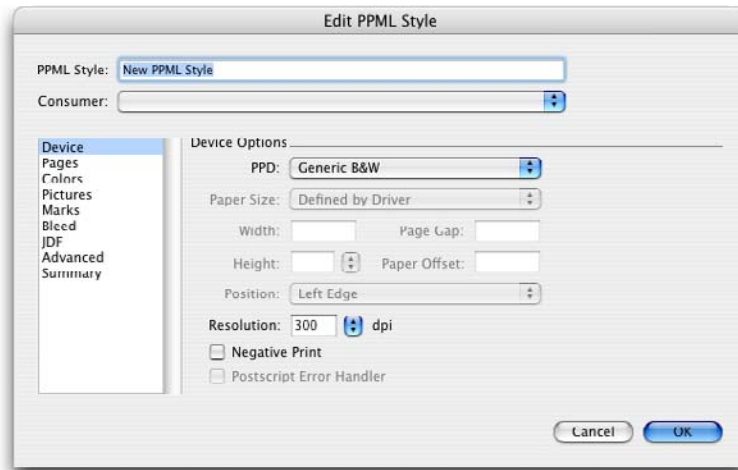 Edit PPML Style
PPML Style: New PPML Style
Consumer:
Device
Pages
Colors
Pictures
Marks
Bleed
JDF
Advanced
Summary
Device Options
PPD: Generic B&W
Paper Size: Defined by Driver
Width: Page Gap:
Height: Paper Offset:
Position: Left Edge
Resolution: 300 dpi
Negative Print
Postscript Error Handler
Cancel OK